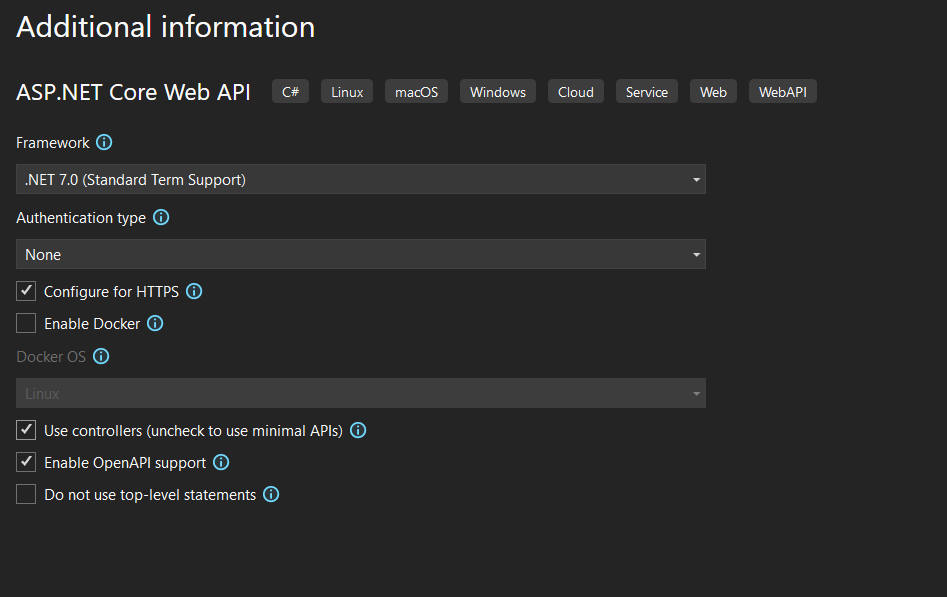 Additional information
ASP.NET Core Web API C# Linux macOS Windows Cloud Service Web WebAPI
Framework
.NET 7.0 (Standard Term Support)
Authentication type
None
Configure for HTTPS
Enable Docker
Docker OS
Linux
Use controllers (uncheck to use minimal APIs)
Enable OpenAPI support
Do not use top-level statements